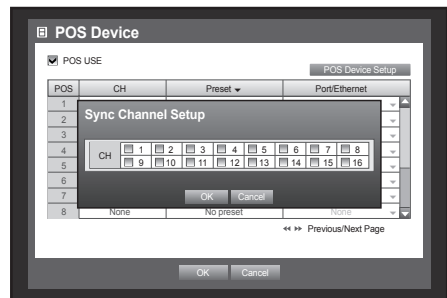 POS Device
POS USE
POS Device Setup
POS CH Preset Port/Ethernet
1
2
3
4
5
6
7
8 None No preset None
Sync Channel Setup
CH 1 2 3 4 5 6 7 8
9 10 11 12 13 14 15 16
OK Cancel
Previous/Next Page
OK Cancel